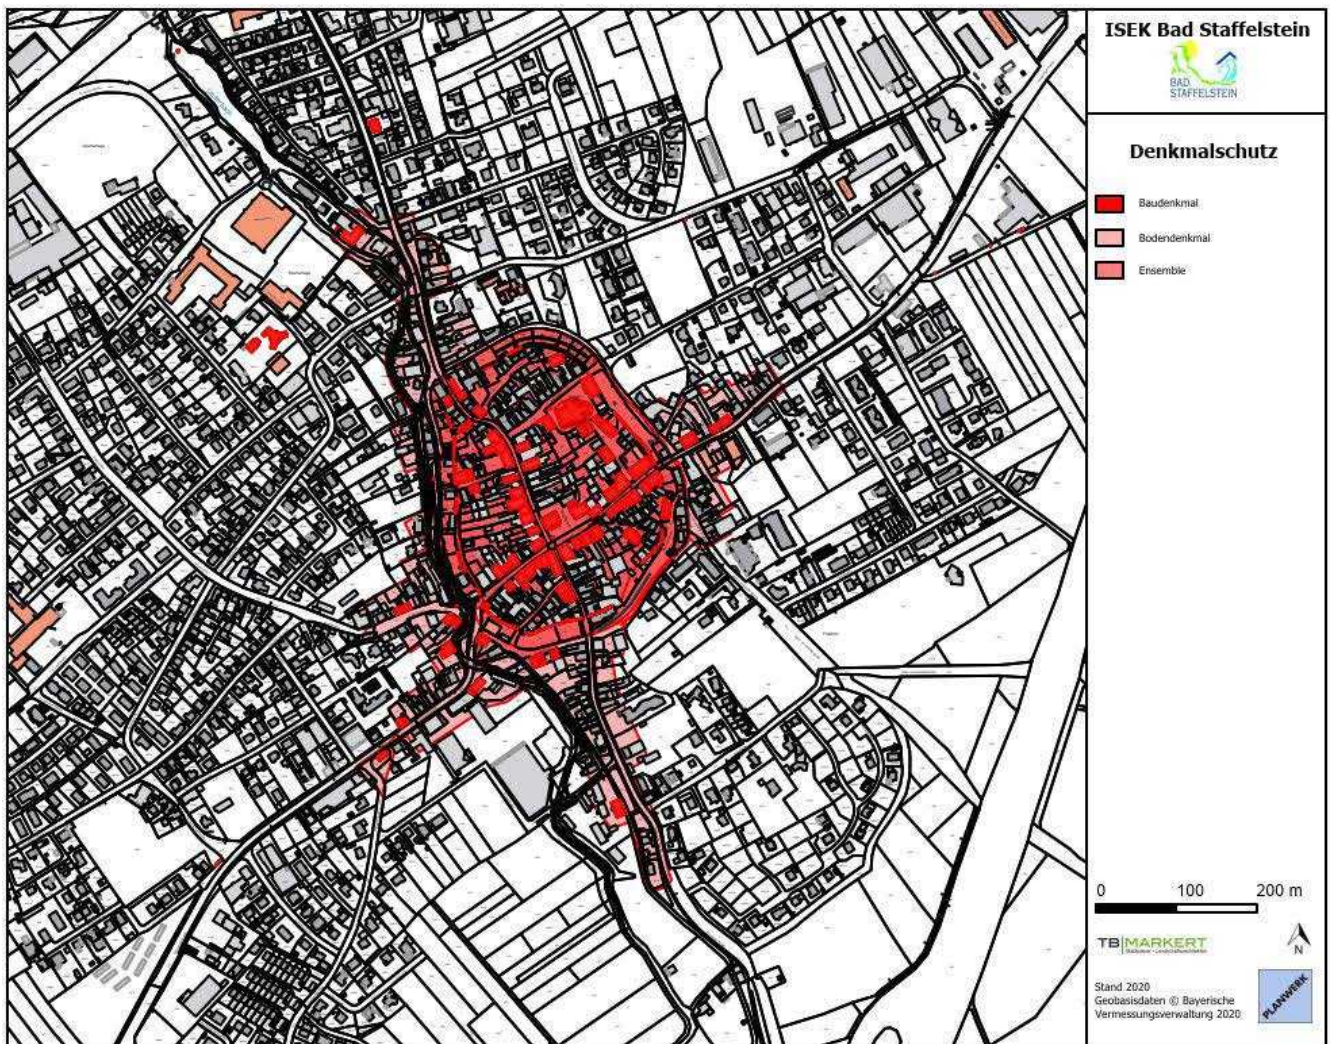 ISEK Bad Staffelstein
BAD
STAFFELSTEIN
Denkmalschutz
Baudenkmal
Bodendenkmal
Ensemble
0 100 200 m
TB|MARKERT
N
Stand 2020
Geobasisdaten © Bayerische
Vermessungsverwaltung 2020
PLANWERK